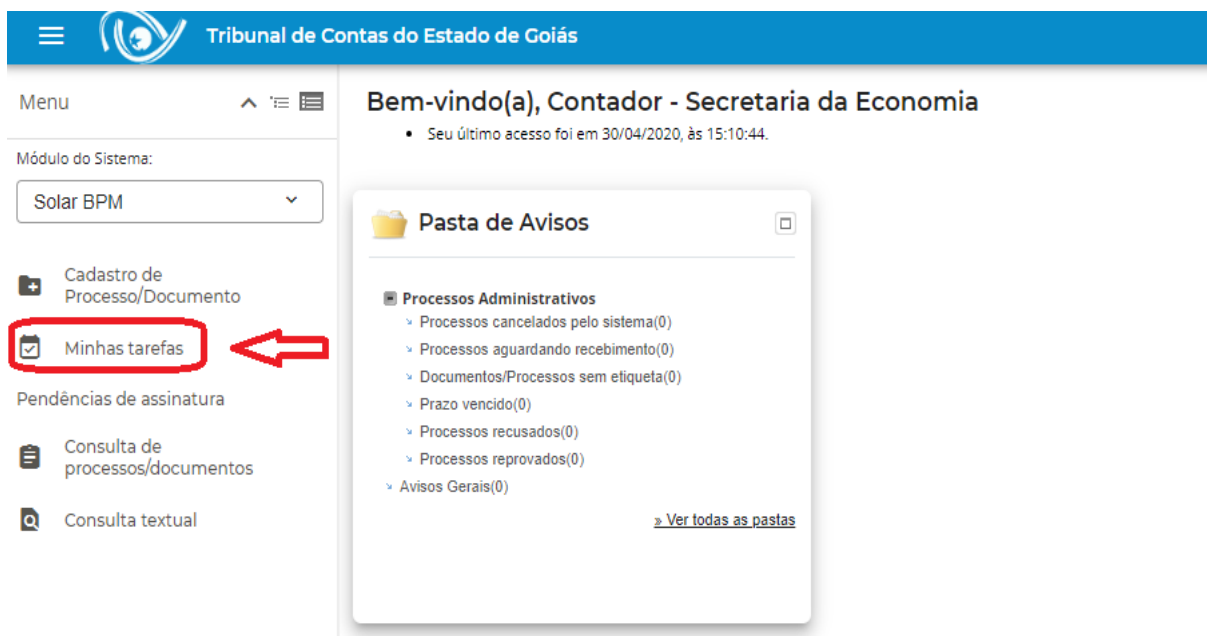 Tribunal de Contas do Estado de Goiás
Menu
Módulo do Sistema:
Solar BPM
Cadastro de
Processo/Documento
Minhas tarefas
Pendências de assinatura
Consulta de
processos/documentos
Consulta textual
Bem-vindo(a), Contador - Secretaria da Economia
• Seu último acesso foi em 30/04/2020, às 15:10:44.
Pasta de Avisos
Processos Administrativos
Processos cancelados pelo sistema(0)
Processos aguardando recebimento(0)
Documentos/Processos sem etiqueta(0)
Prazo vencido(0)
Processos recusados(0)
Processos reprovados(0)
Avisos Gerais(0)
» Ver todas as pastas